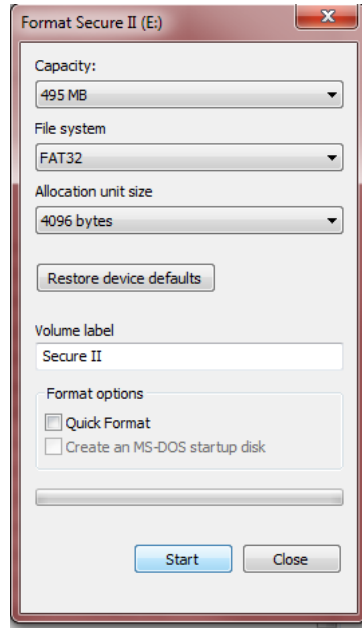 Format Secure II (E:)
Capacity:
495 MB
File system
FAT32
Allocation unit size
4096 bytes
Restore device defaults
Volume label
Secure II
Format options
Quick Format
Create an MS-DOS startup disk
Start Close